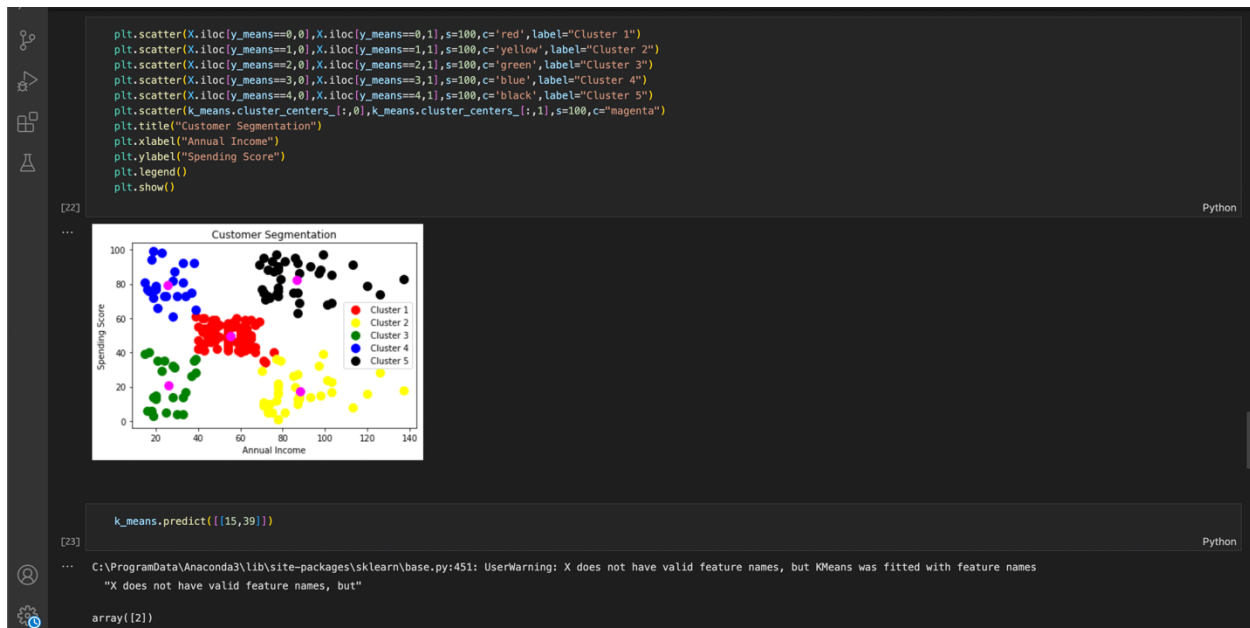 plt.scatter(X.iloc[y_means==0,0],X.iloc[y_means==0,1],s=100,c='red',label="Cluster 1")
plt.scatter(X.iloc[y_means==1,0],X.iloc[y_means==1,1],s=100,c='yellow',label="Cluster 2")
plt.scatter(X.iloc[y_means==2,0],X.iloc[y_means==2,1],s=100,c='green',label="Cluster 3")
plt.scatter(X.iloc[y_means==3,0],X.iloc[y_means==3,1],s=100,c='blue',label="Cluster 4")
plt.scatter(X.iloc[y_means==4,0],X.iloc[y_means==4,1],s=100,c='black',label="Cluster 5")
plt.scatter(k_means.cluster_centers_[:,0],k_means.cluster_centers_[:,1],s=100,c="magenta")
plt.title("Customer Segmentation")
plt.xlabel("Annual Income")
plt.ylabel("Spending Score")
plt.legend()
plt.show()
[22]
Python
...
Customer Segmentation
100
80
60
40
20
0
Spending Score
Cluster 1
Cluster 2
Cluster 3
Cluster 4
Cluster 5
20 40 60 80 100 120 140
Annual Income
k_means.predict([[15,39]])
[23]
Python
...
C:\ProgramData\Anaconda3\lib\site-packages\sklearn\base.py:451: UserWarning: X does not have valid feature names, but KMeans was fitted with feature names
"X does not have valid feature names, but"
array([2])